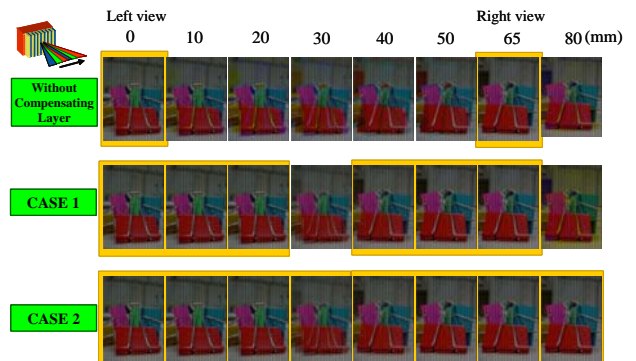 Left view
Right view
0 10 20 30 40 50 65 80 (mm)
Without
Compensating
Layer
CASE 1
CASE 2